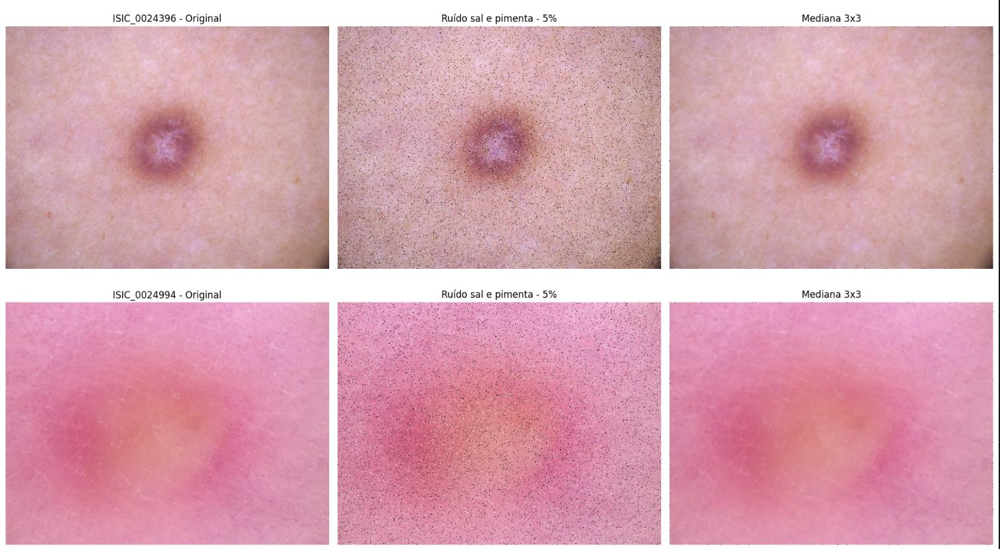 ISIC_0024396 - Original
Ruído sal e pimenta - 5%
Mediana 3x3
ISIC_0024994 - Original
Ruído sal e pimenta - 5%
Mediana 3x3